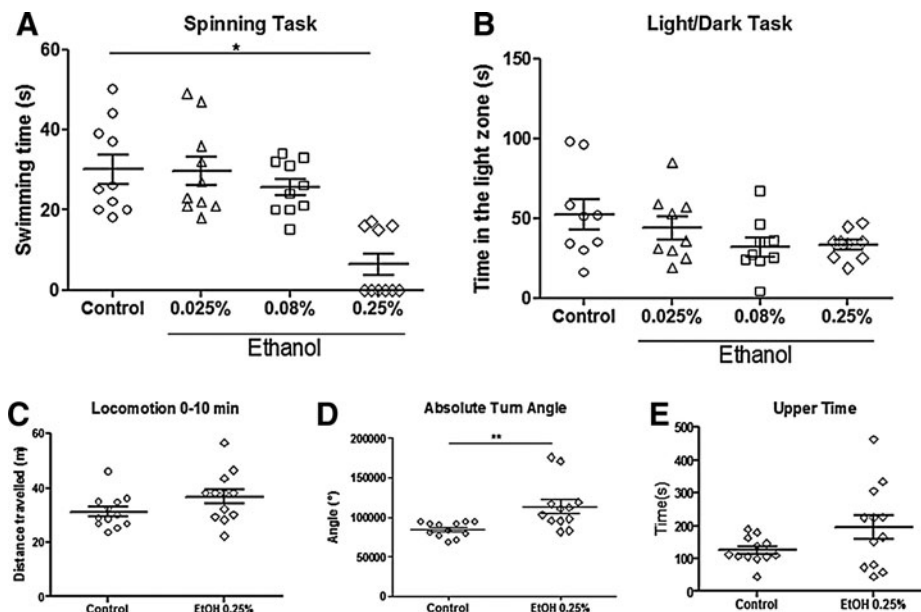 A
Spinning Task
*
60
40
20
0
Swimming time (s)
Control 0.025% 0.08% 0.25%
Ethanol
B
Light/Dark Task
150
100
50
0
Time in the light zone (s)
Control 0.025% 0.08% 0.25%
Ethanol
C
Locomotion 0-10 min
60
40
20
0
Distance travelled (m)
Control EtOH 0.25%
D
Absolute Turn Angle
**
200000
150000
100000
50000
0
Angle (°)
Control EtOH 0.25%
E
Upper Time
500
400
300
200
100
0
Time(s)
Control EtOH 0.25%